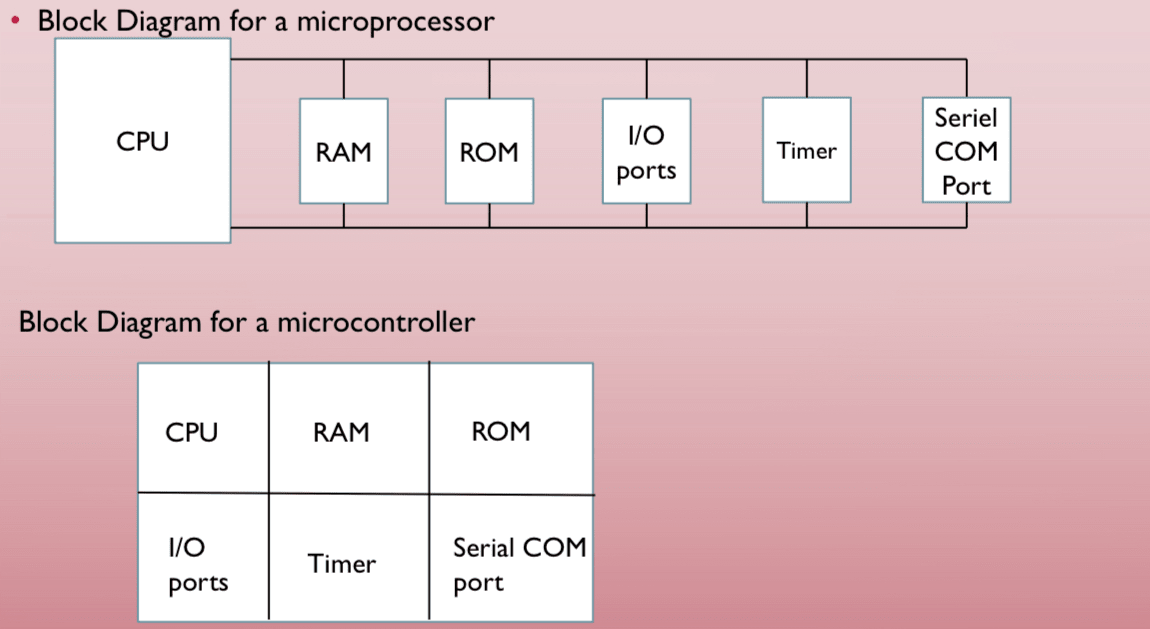 • Block Diagram for a microprocessor
CPU
RAM
ROM
I/O
ports
Timer
Seriel
COM
Port
Block Diagram for a microcontroller
CPU
RAM
ROM
I/O
ports
Timer
Serial COM
port